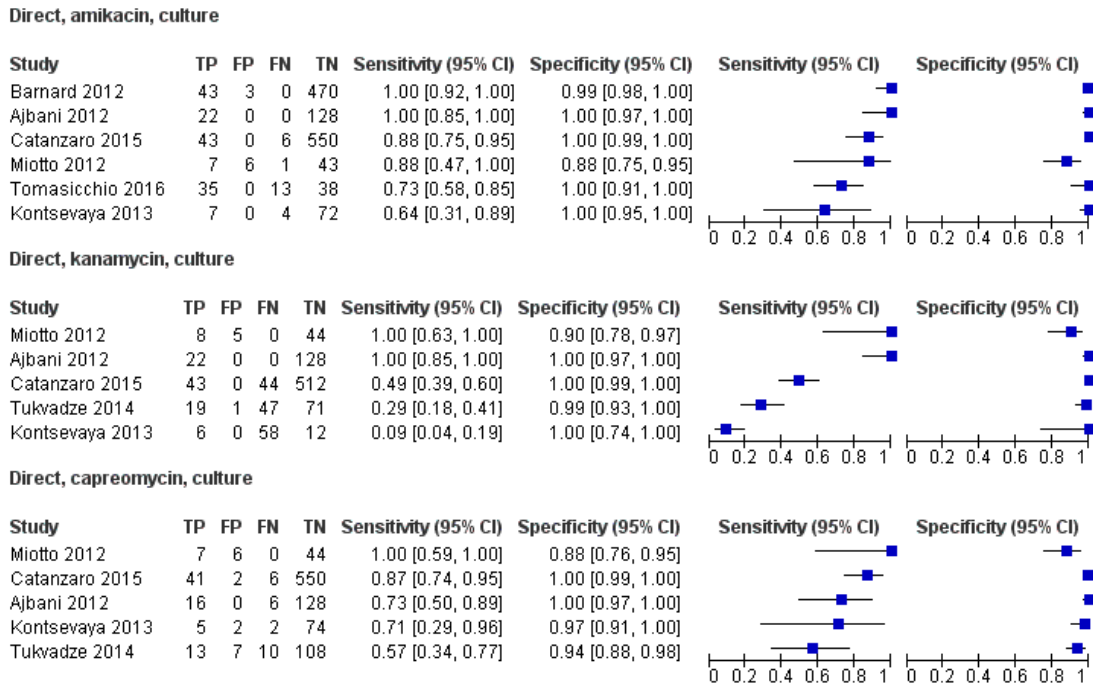 Direct, amikacin, culture
Study TP FP FN TN Sensitivity (95% CI) Specificity (95% CI) Sensitivity (95% CI) Specificity (95% CI)
Barnard 2012 43 3 0 470 1.00 [0.92, 1.00] 0.99 [0.98, 1.00]
Ajbani 2012 22 0 0 128 1.00 [0.85, 1.00] 1.00 [0.97, 1.00]
Catanzaro 2015 43 0 6 550 0.88 [0.75, 0.95] 1.00 [0.99, 1.00]
Miotto 2012 7 6 1 43 0.88 [0.47, 1.00] 0.88 [0.75, 0.95]
Tomasicchio 2016 35 0 13 38 0.73 [0.58, 0.85] 1.00 [0.91, 1.00]
Kontsevaya 2013 7 0 4 72 0.64 [0.31, 0.89] 1.00 [0.95, 1.00]
0 0.2 0.4 0.6 0.8 1 0 0.2 0.4 0.6 0.8 1
Direct, kanamycin, culture
Study TP FP FN TN Sensitivity (95% CI) Specificity (95% CI) Sensitivity (95% CI) Specificity (95% CI)
Miotto 2012 8 5 0 44 1.00 [0.63, 1.00] 0.90 [0.78, 0.97]
Ajbani 2012 22 0 0 128 1.00 [0.85, 1.00] 1.00 [0.97, 1.00]
Catanzaro 2015 43 0 44 512 0.49 [0.39, 0.60] 1.00 [0.99, 1.00]
Tukvadze 2014 19 1 47 71 0.29 [0.18, 0.41] 0.99 [0.93, 1.00]
Kontsevaya 2013 6 0 58 12 0.09 [0.04, 0.19] 1.00 [0.74, 1.00]
0 0.2 0.4 0.6 0.8 1 0 0.2 0.4 0.6 0.8 1
Direct, capreomycin, culture
Study TP FP FN TN Sensitivity (95% CI) Specificity (95% CI) Sensitivity (95% CI) Specificity (95% CI)
Miotto 2012 7 6 0 44 1.00 [0.59, 1.00] 0.88 [0.76, 0.95]
Catanzaro 2015 41 2 6 550 0.87 [0.74, 0.95] 1.00 [0.99, 1.00]
Ajbani 2012 16 0 6 128 0.73 [0.50, 0.89] 1.00 [0.97, 1.00]
Kontsevaya 2013 5 2 2 74 0.71 [0.29, 0.96] 0.97 [0.91, 1.00]
Tukvadze 2014 13 7 10 108 0.57 [0.34, 0.77] 0.94 [0.88, 0.98]
0 0.2 0.4 0.6 0.8 1 0 0.2 0.4 0.6 0.8 1